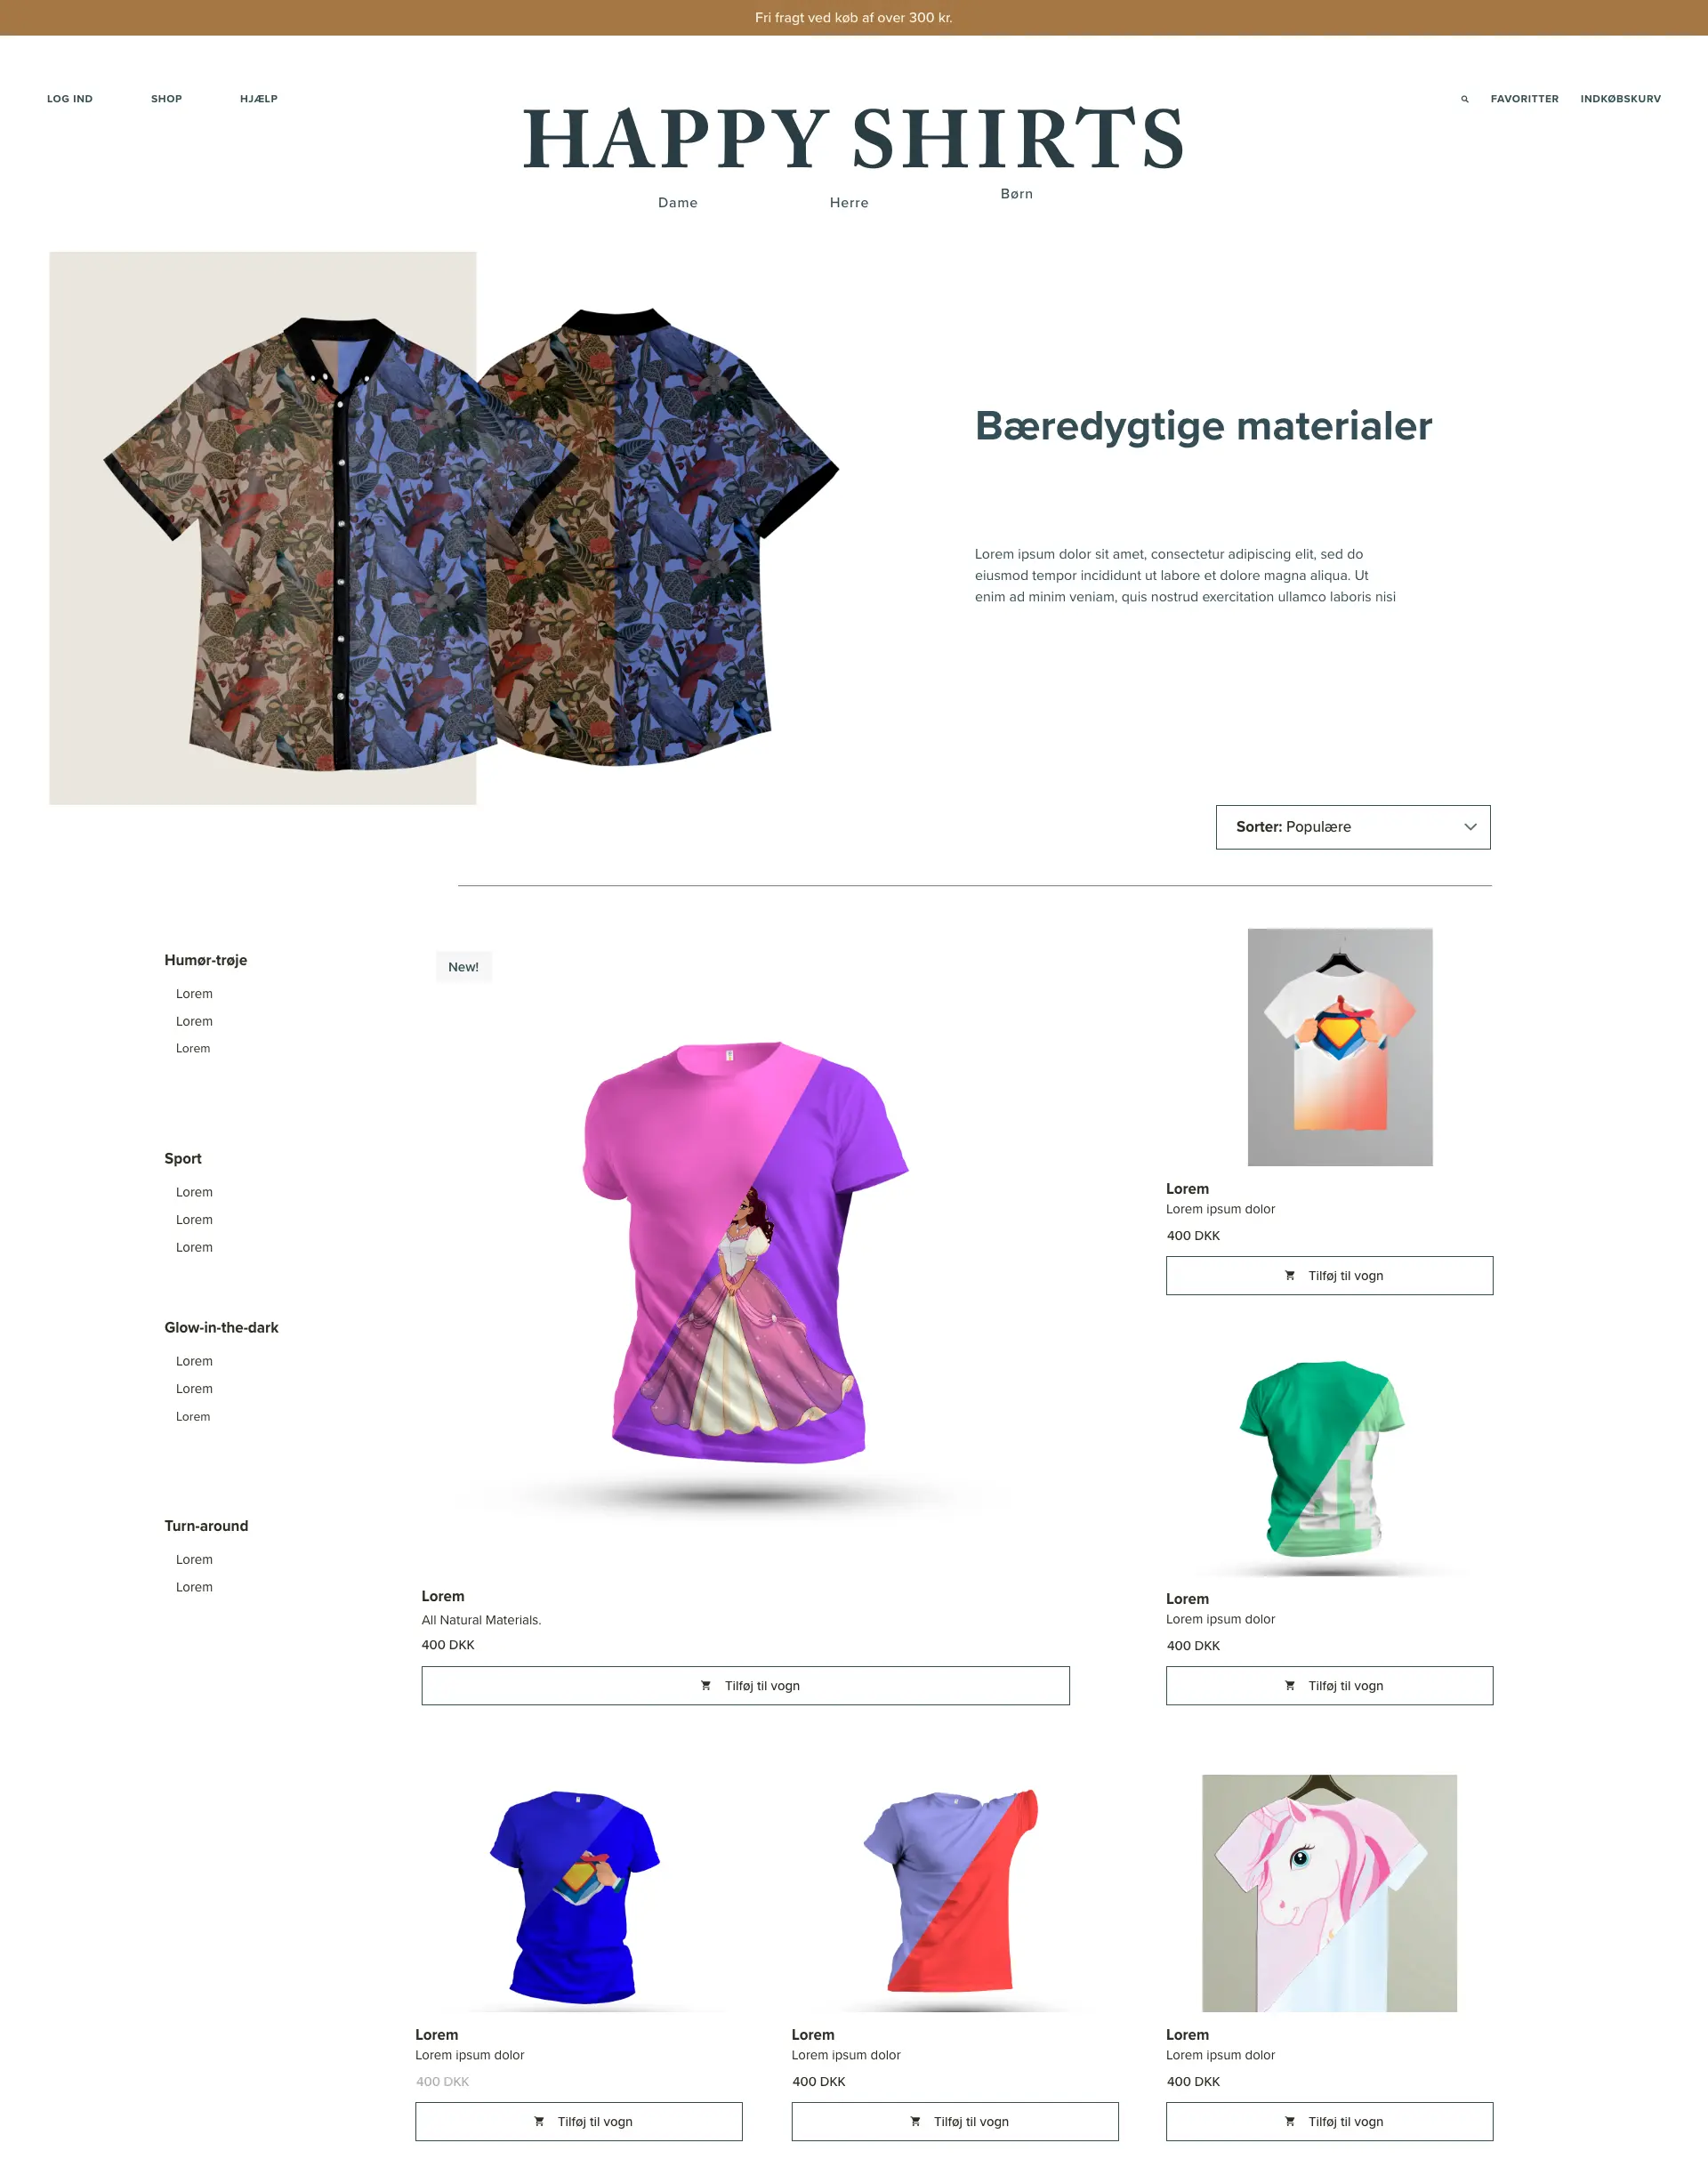 Fri fragt ved køb af over 300 kr.
LOG IND
SHOP
HJÆLP
FAVORITTER
INDKØBSKURV
HAPPY SHIRTS
Dame
Herre
Børn
Bæredygtige materialer
Lorem ipsum dolor sit amet, consectetur adipiscing elit, sed do
eiusmod tempor incididunt ut labore et dolore magna aliqua. Ut
enim ad minim veniam, quis nostrud exercitation ullamco laboris nisi
Sorter: Populære
Humør-trøje
Lorem
Lorem
Lorem
Sport
Lorem
Lorem
Lorem
Glow-in-the-dark
Lorem
Lorem
Lorem
Turn-around
Lorem
Lorem
New!
Lorem
All Natural Materials.
400 DKK
Tilføj til vogn
Lorem
Lorem ipsum dolor
400 DKK
Tilføj til vogn
Lorem
Lorem ipsum dolor
400 DKK
Tilføj til vogn
Lorem
Lorem ipsum dolor
400 DKK
Tilføj til vogn
Lorem
Lorem ipsum dolor
400 DKK
Tilføj til vogn
Lorem
Lorem ipsum dolor
400 DKK
Tilføj til vogn